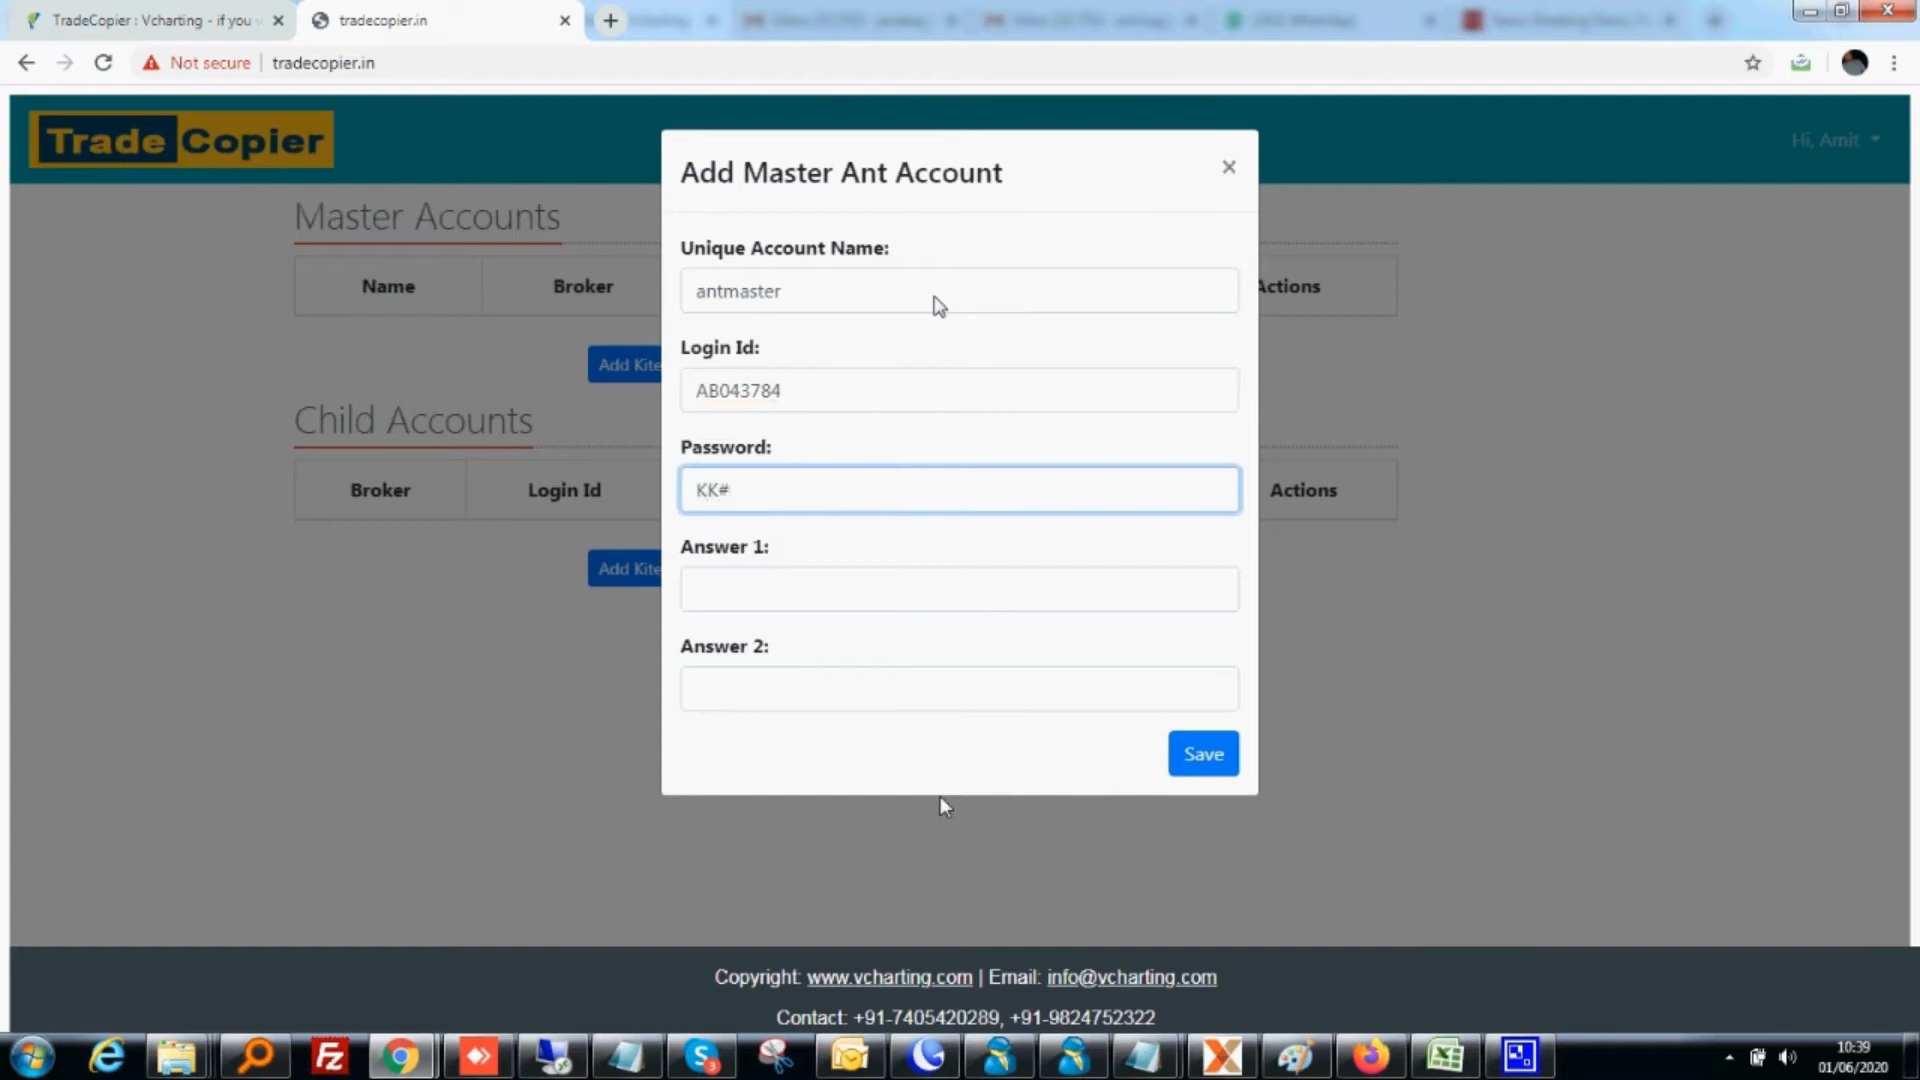 TradeCopier : Vcharting - if you
tradecopier.in
Not secure | tradecopier.in
Trade Copier
Hi, Amit
Master Accounts
Name
Broker
Actions
Add Kite
Child Accounts
Broker
Login Id
Actions
Add Kite
Add Master Ant Account
×
Unique Account Name:
antmaster
Login Id:
AB043784
Password:
KK#
Answer 1:
Answer 2:
Save
Copyright: www.vcharting.com | Email: info@vcharting.com
Contact: +91-7405420289, +91-9824752322
10:39
01/06/2020